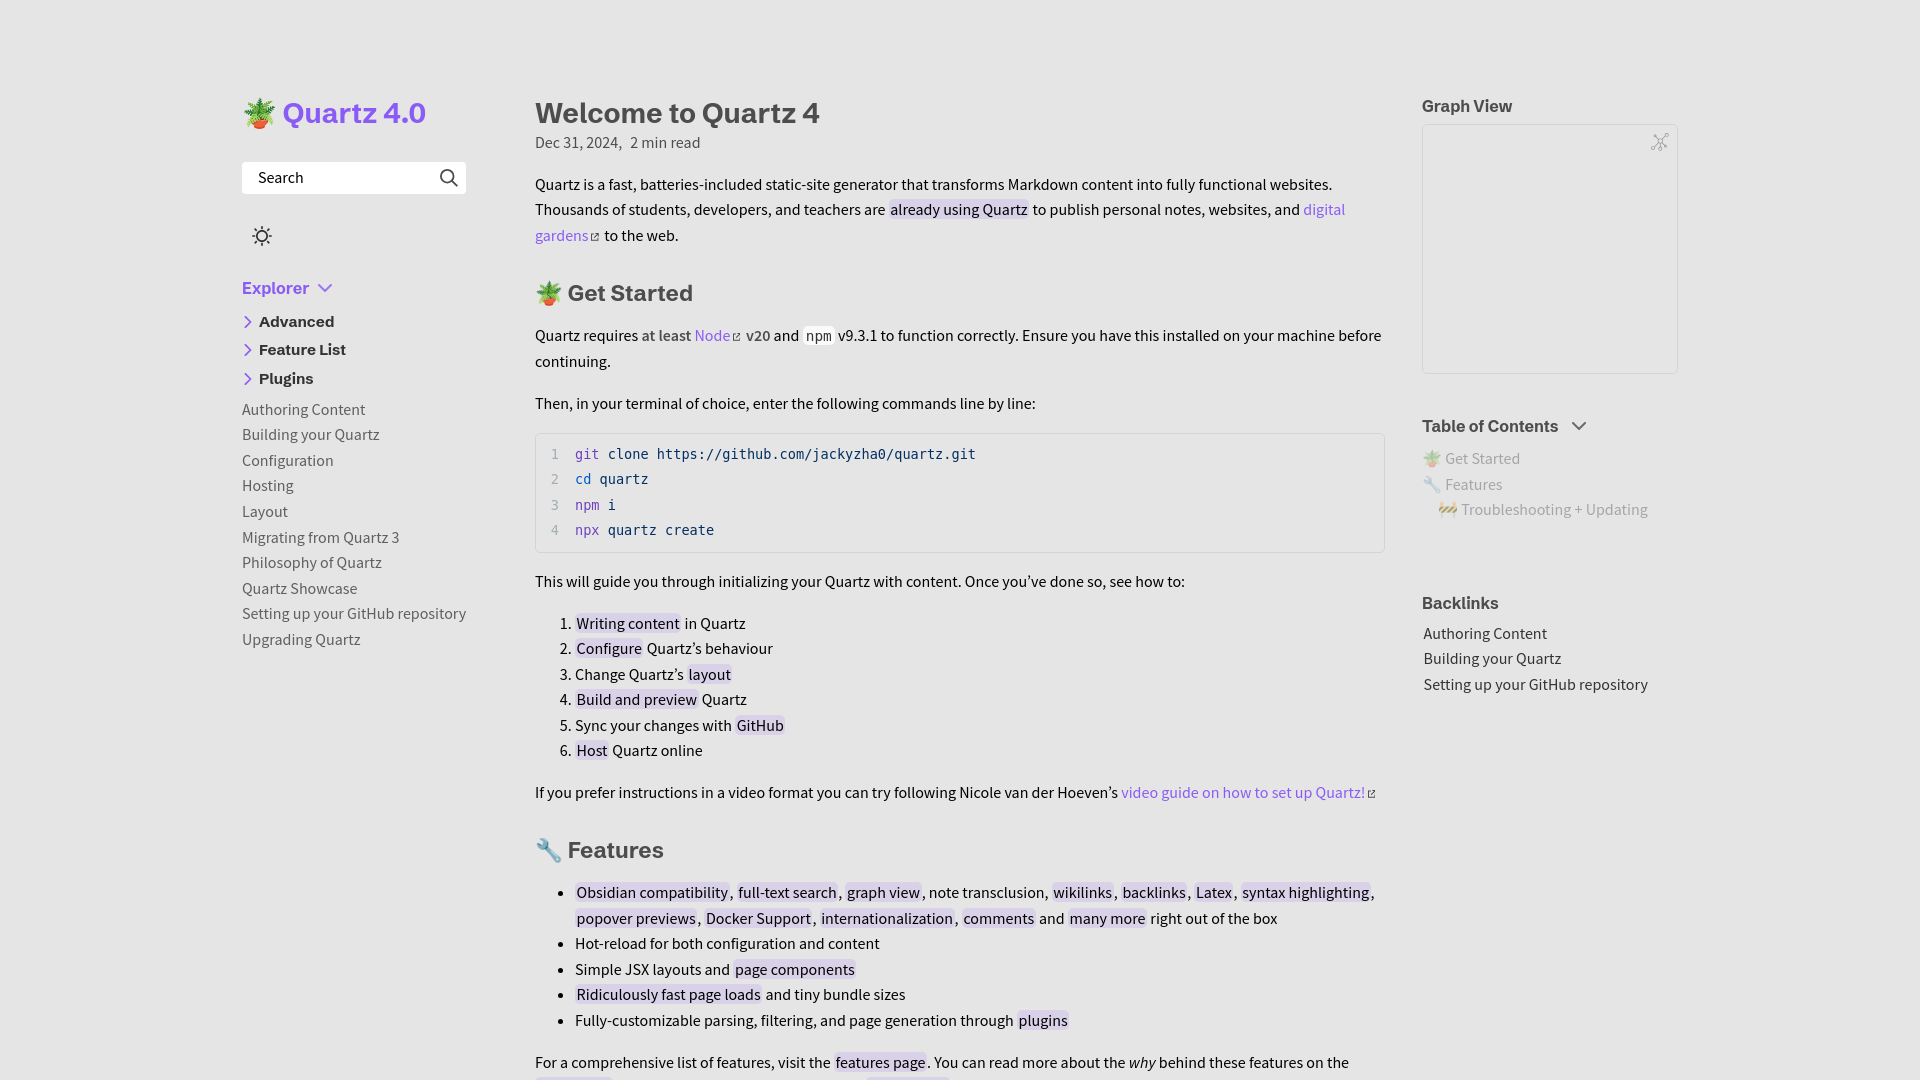 🪴 Quartz 4.0
Search
Explorer
Advanced
Feature List
Plugins
Authoring Content
Building your Quartz
Configuration
Hosting
Layout
Migrating from Quartz 3
Philosophy of Quartz
Quartz Showcase
Setting up your GitHub repository
Upgrading Quartz
Welcome to Quartz 4
Dec 31, 2024, 2 min read
Quartz is a fast, batteries-included static-site generator that transforms Markdown content into fully functional websites.
Thousands of students, developers, and teachers are already using Quartz to publish personal notes, websites, and digital
gardens to the web.
🪴 Get Started
Quartz requires at least Node v20 and npm v9.3.1 to function correctly. Ensure you have this installed on your machine before
continuing.
Then, in your terminal of choice, enter the following commands line by line:
1 git clone https://github.com/jackyzha0/quartz.git
2 cd quartz
3 npm i
4 npx quartz create
This will guide you through initializing your Quartz with content. Once you’ve done so, see how to:
1. Writing content in Quartz
2. Configure Quartz’s behaviour
3. Change Quartz’s layout
4. Build and preview Quartz
5. Sync your changes with GitHub
6. Host Quartz online
If you prefer instructions in a video format you can try following Nicole van der Hoeven’s video guide on how to set up Quartz!
🔧 Features
• Obsidian compatibility, full-text search, graph view, note transclusion, wikilinks, backlinks, Latex, syntax highlighting,
popover previews, Docker Support, internationalization, comments and many more right out of the box
• Hot-reload for both configuration and content
• Simple JSX layouts and page components
• Ridiculously fast page loads and tiny bundle sizes
• Fully-customizable parsing, filtering, and page generation through plugins
For a comprehensive list of features, visit the features page. You can read more about the why behind these features on the
Graph View
Table of Contents
🪴 Get Started
🔧 Features
🚧 Troubleshooting + Updating
Backlinks
Authoring Content
Building your Quartz
Setting up your GitHub repository